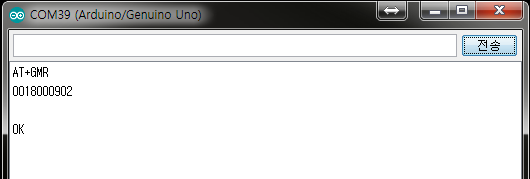 COM39 (Arduino/Genuino Uno)
전송
AT+GMR
0018000902
OK